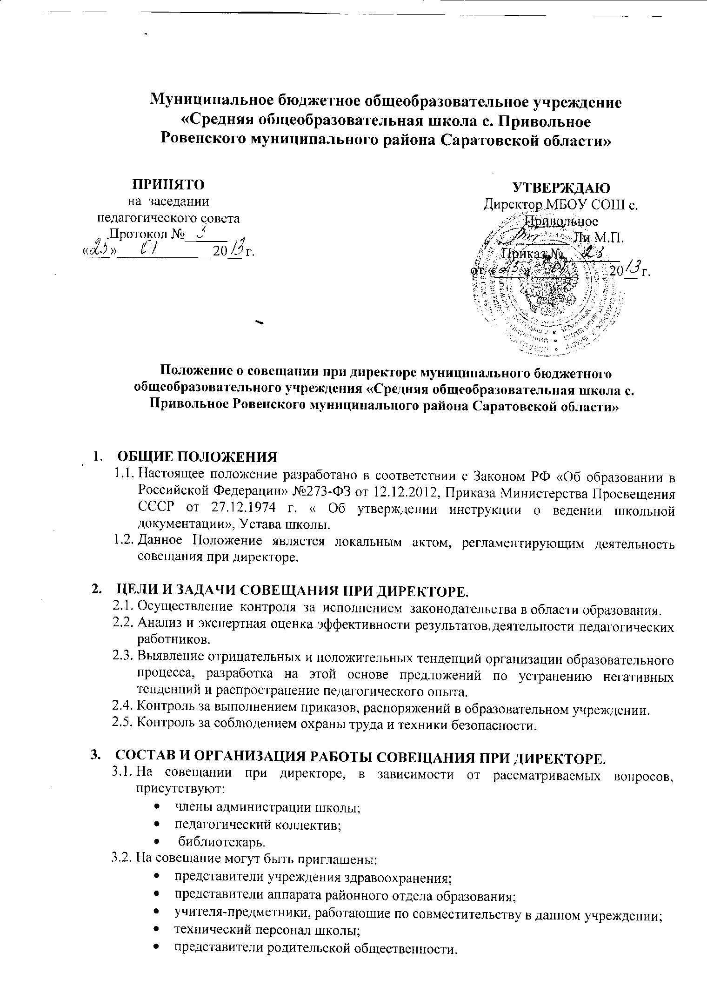 Муниципальное бюджетное общеобразовательное учреждение
«Средняя общеобразовательная школа с. Привольное
Ровенского муниципального района Саратовской области»
ПРИНЯТО
на заседании
педагогического совета
Протокол № 3
«23» 01 2013 г.
УТВЕРЖДАЮ
Директор МБОУ СОШ с.
Привольное
Ли М.П.
Приказ № 23
от « 23 » 01 2013 г.
Положение о совещании при директоре муниципального бюджетного
общеобразовательного учреждения «Средняя общеобразовательная школа с.
Привольное Ровенского муниципального района Саратовской области»
1. ОБЩИЕ ПОЛОЖЕНИЯ
1.1. Настоящее положение разработано в соответствии с Законом РФ «Об образовании в
Российской Федерации» №273-ФЗ от 12.12.2012, Приказа Министерства Просвещения
СССР от 27.12.1974 г. « Об утверждении инструкции о ведении школьной
документации», Устава школы.
1.2. Данное Положение является локальным актом, регламентирующим деятельность
совещания при директоре.
2. ЦЕЛИ И ЗАДАЧИ СОВЕЩАНИЯ ПРИ ДИРЕКТОРЕ.
2.1. Осуществление контроля за исполнением законодательства в области образования.
2.2. Анализ и экспертная оценка эффективности результатов деятельности педагогических
работников.
2.3. Выявление отрицательных и положительных тенденций организации образовательного
процесса, разработка на этой основе предложений по устранению негативных
тенденций и распространение педагогического опыта.
2.4. Контроль за выполнением приказов, распоряжений в образовательном учреждении.
2.5. Контроль за соблюдением охраны труда и техники безопасности.
3. СОСТАВ И ОРГАНИЗАЦИЯ РАБОТЫ СОВЕЩАНИЯ ПРИ ДИРЕКТОРЕ.
3.1. На совещании при директоре, в зависимости от рассматриваемых вопросов,
присутствуют:
• члены администрации школы;
• педагогический коллектив;
• библиотекарь.
3.2. На совещание могут быть приглашены:
• представители учреждения здравоохранения;
• представители аппарата районного отдела образования;
• учителя-предметники, работающие по совместительству в данном учреждении;
• технический персонал школы;
• представители родительской общественности.